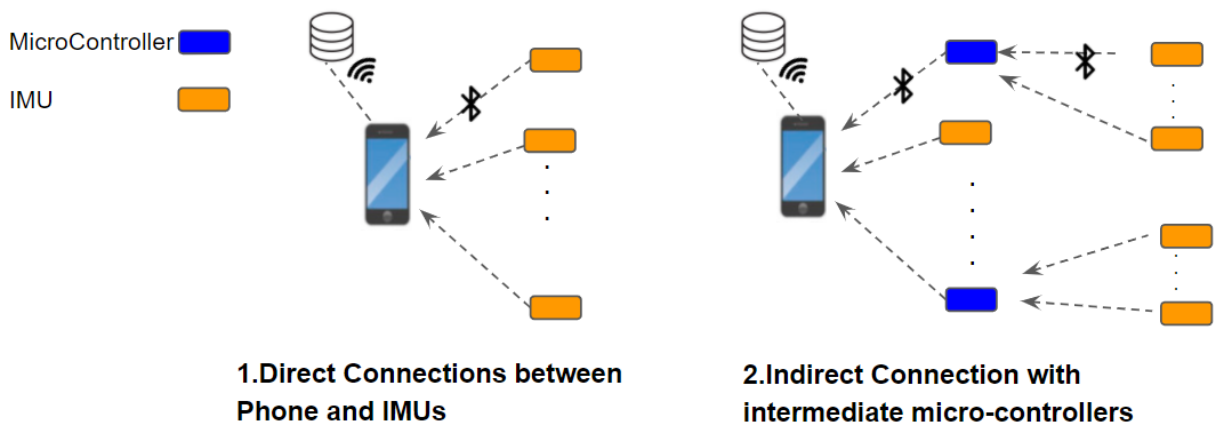 MicroController
IMU
1.Direct Connections between
Phone and IMUs
2.Indirect Connection with
intermediate micro-controllers